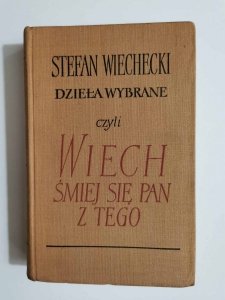 STEFAN WIECHECKI
DZIEŁA WYBRANE
czyli
WIECH
ŚMIEJ SIĘ PAN
Z TEGO